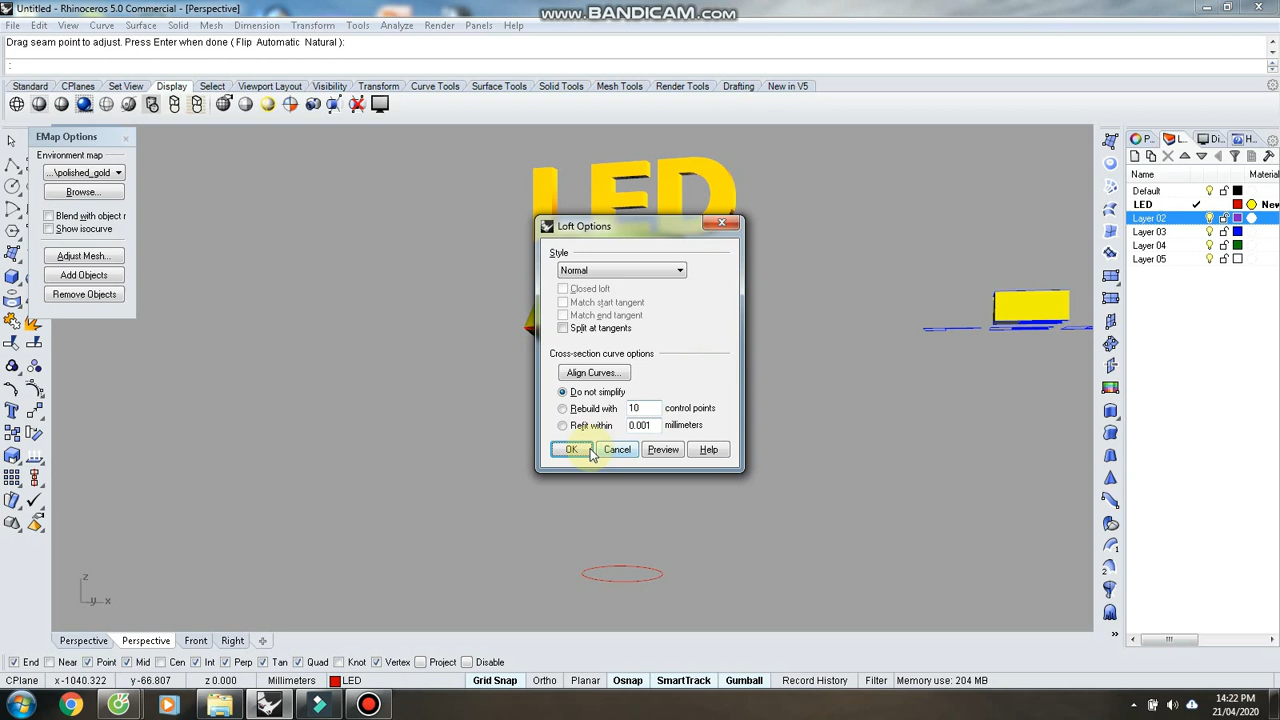 Untitled - Rhinoceros 5.0 Commercial - [Perspective]
www.BANDICAM.com
File Edit View Curve Surface Solid Mesh Dimension Transform Tools Analyze Render Panels Help
Drag seam point to adjust. Press Enter when done ( Flip Automatic Natural ):
:
Standard CPlanes Set View Display Select Viewport Layout Visibility Transform Curve Tools Surface Tools Solid Tools Mesh Tools Render Tools Drafting New in V5
EMap Options
Environment map
...\polished_gold
Browse...
Blend with object r
Show isocurve
Adjust Mesh...
Add Objects
Remove Objects
LED
Loft Options
Style
Normal
Closed loft
Match start tangent
Match end tangent
Split at tangents
Cross-section curve options
Align Curves...
Do not simplify
Rebuild with 10 control points
Refit within 0.001 millimeters
OK Cancel Preview Help
P... L... Di... H...
Name Material
Default
LED New
Layer 02
Layer 03
Layer 04
Layer 05
z
y x
Perspective Perspective Front Right
End Near Point Mid Cen Int Perp Tan Quad Knot Vertex Project Disable
CPlane x -1040.322 y -66.807 z 0.000 Millimeters LED Grid Snap Ortho Planar Osnap SmartTrack Gumball Record History Filter Memory use: 204 MB
14:22 PM
21/04/2020